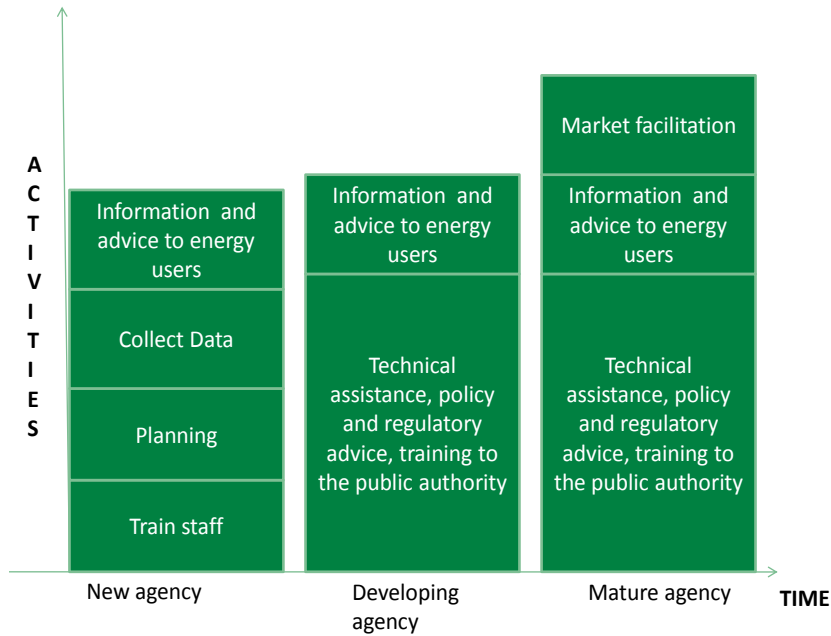 ACTIVITIES
Information and
advice to energy
users
Collect Data
Planning
Train staff
Information and
advice to energy
users
Technical
assistance, policy
and regulatory
advice, training to
the public authority
Market facilitation
Information and
advice to energy
users
Technical
assistance, policy
and regulatory
advice, training to
the public authority
New agency
Developing
agency
Mature agency
TIME